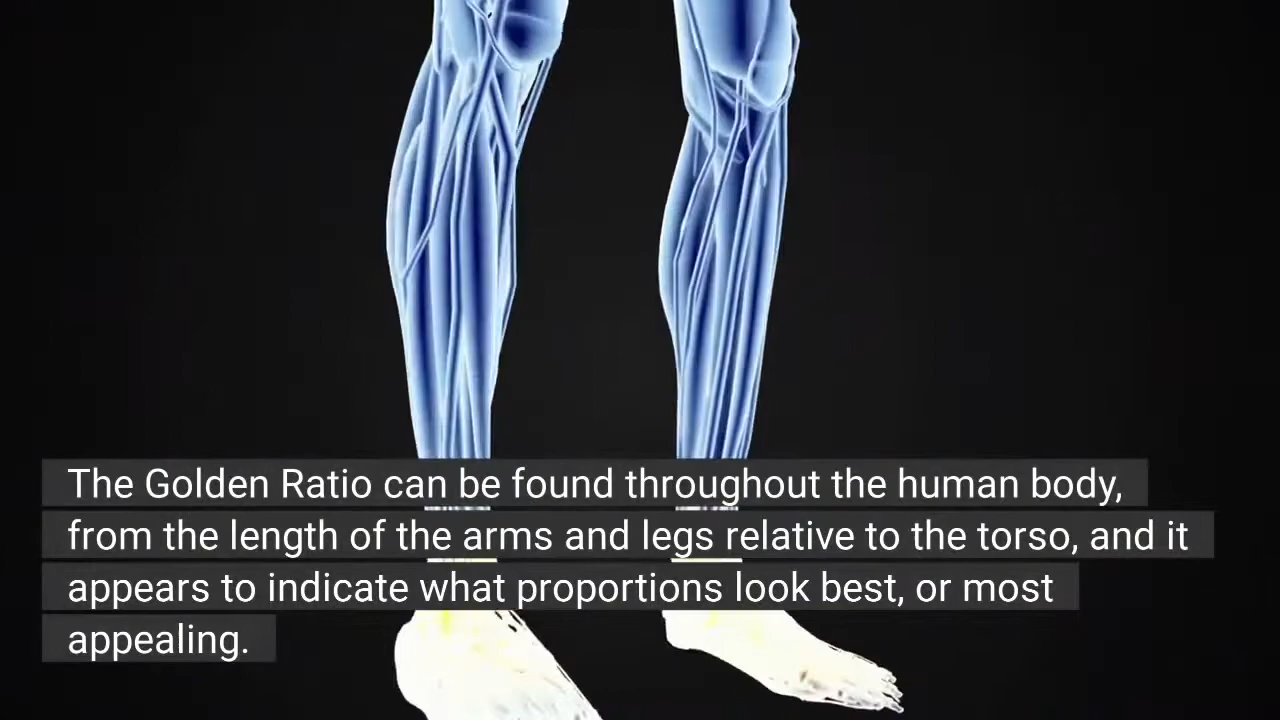 The Golden Ratio can be found throughout the human body,
from the length of the arms and legs relative to the torso, and it
appears to indicate what proportions look best, or most
appealing.